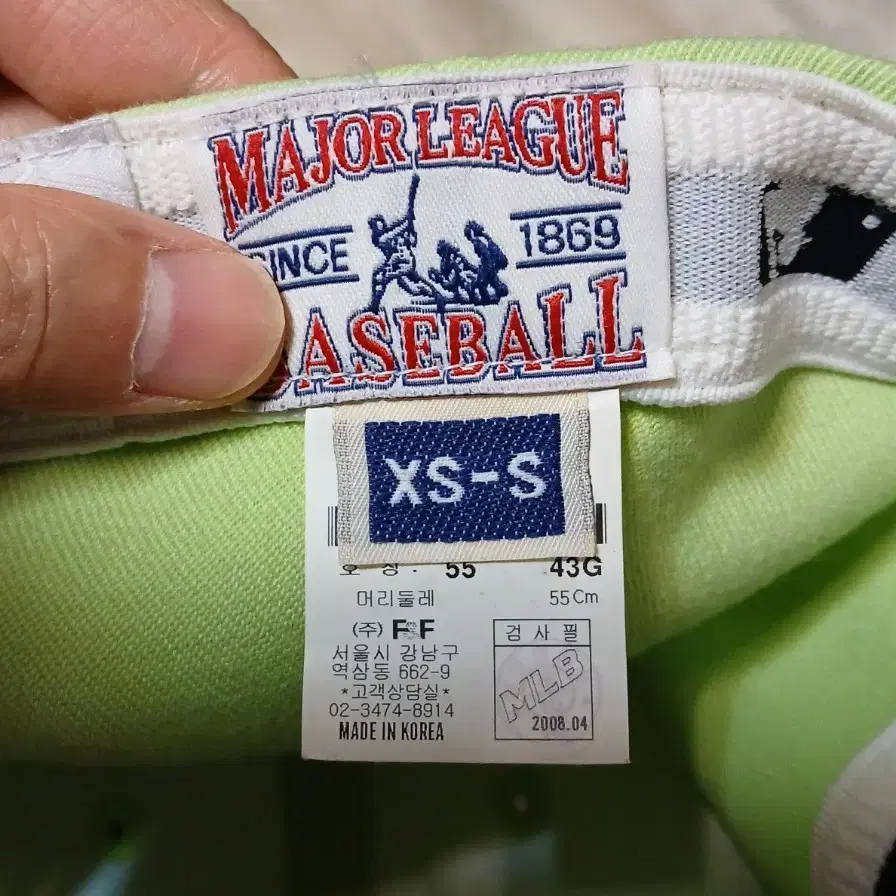 MAJOR LEAGUE
SINCE 1869
BASEBALL
XS-S
호 칭 : 55 43G
머리둘레 55Cm
(주) F&F
서울시 강남구
역삼동 662-9
*고객상담실*
02-3474-8914
MADE IN KOREA
검사필
MLB
2008.04